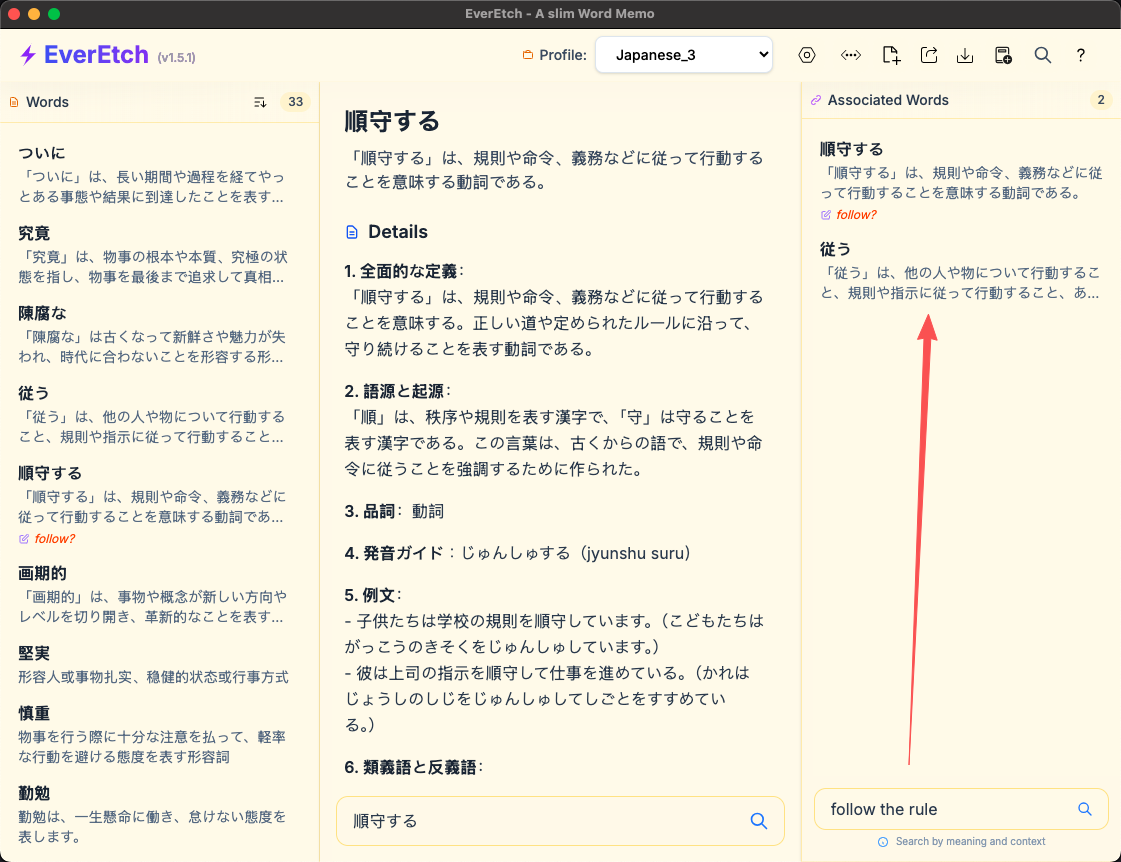 EverEtch - A slim Word Memo
EverEtch (v1.5.1)
Profile: Japanese_3
?
Words 33
ついに
「ついに」は、長い期間や過程を経てやっ
とある事態や結果に到達したことを表す...
究竟
「究竟」は、物事の根本や本質、究極の状
態を指し、物事を最後まで追求して真相...
陳腐な
「陳腐な」は古くなって新鮮さや魅力が失
われ、時代に合わないことを形容する形...
従う
「従う」は、他の人や物について行動する
こと、規則や指示に従って行動すること...
順守する
「順守する」は、規則や命令、義務などに
従って行動することを意味する動詞であ...
follow?
画期的
「画期的」は、事物や概念が新しい方向や
レベルを切り開き、革新的なことを表す...
堅実
形容人或事物扎实、稳健的状态或行事方式
慎重
物事を行う際に十分な注意を払って、軽率
な行動を避ける態度を表す形容詞
勤勉
勤勉は、一生懸命に働き、怠けない態度を
表します。
順守する
「順守する」は、規則や命令、義務などに従って行動する
ことを意味する動詞である。
Details
1. 全面的な定義:
「順守する」は、規則や命令、義務などに従って行動する
ことを意味する。正しい道や定められたルールに沿って、
守り続けることを表す動詞である。
2. 語源と起源:
「順」は、秩序や規則を表す漢字で、「守」は守ることを
表す漢字である。この言葉は、古くからの語で、規則や命
令に従うことを強調するために作られた。
3. 品詞: 動詞
4. 発音ガイド：じゅんしゅする（jyunshu suru）
5. 例文:
- 子供たちは学校の規則を順守しています。（こどもたちは
がっこうのきそくをじゅんしゅしています。）
- 彼は上司の指示を順守して仕事を進めている。（かれは
じょうしのしじをじゅんしゅしてしごとをすすめてい
る。）
6. 類義語と反義語:
順守する
Associated Words 2
順守する
「順守する」は、規則や命令、義務などに従
って行動することを意味する動詞である。
follow?
従う
「従う」は、他の人や物について行動するこ
と、規則や指示に従って行動すること、あ...
follow the rule
Search by meaning and context